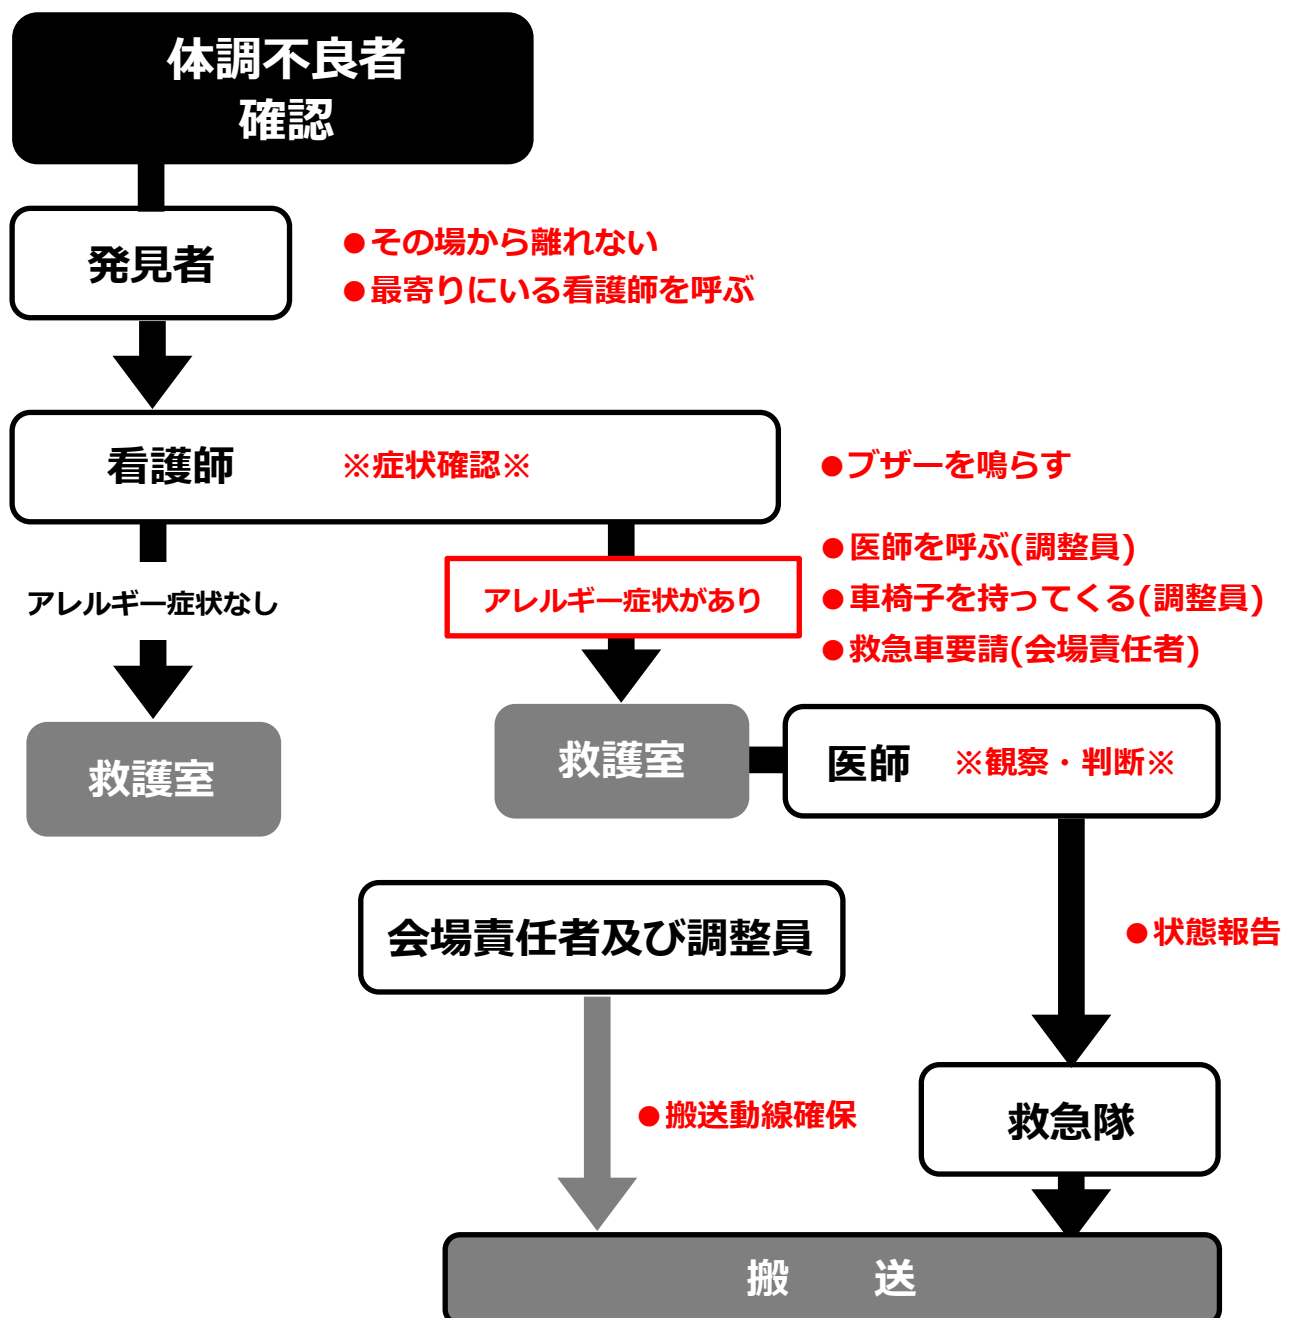 体調不良者
確認
発見者
●その場から離れない
●最寄りにいる看護師を呼ぶ
看護師 ※症状確認※
●ブザーを鳴らす
●医師を呼ぶ(調整員)
●車椅子を持ってくる(調整員)
●救急車要請(会場責任者)
アレルギー症状なし
アレルギー症状があり
救護室
救護室
医師 ※観察・判断※
会場責任者及び調整員
●状態報告
●搬送動線確保
救急隊
搬 送